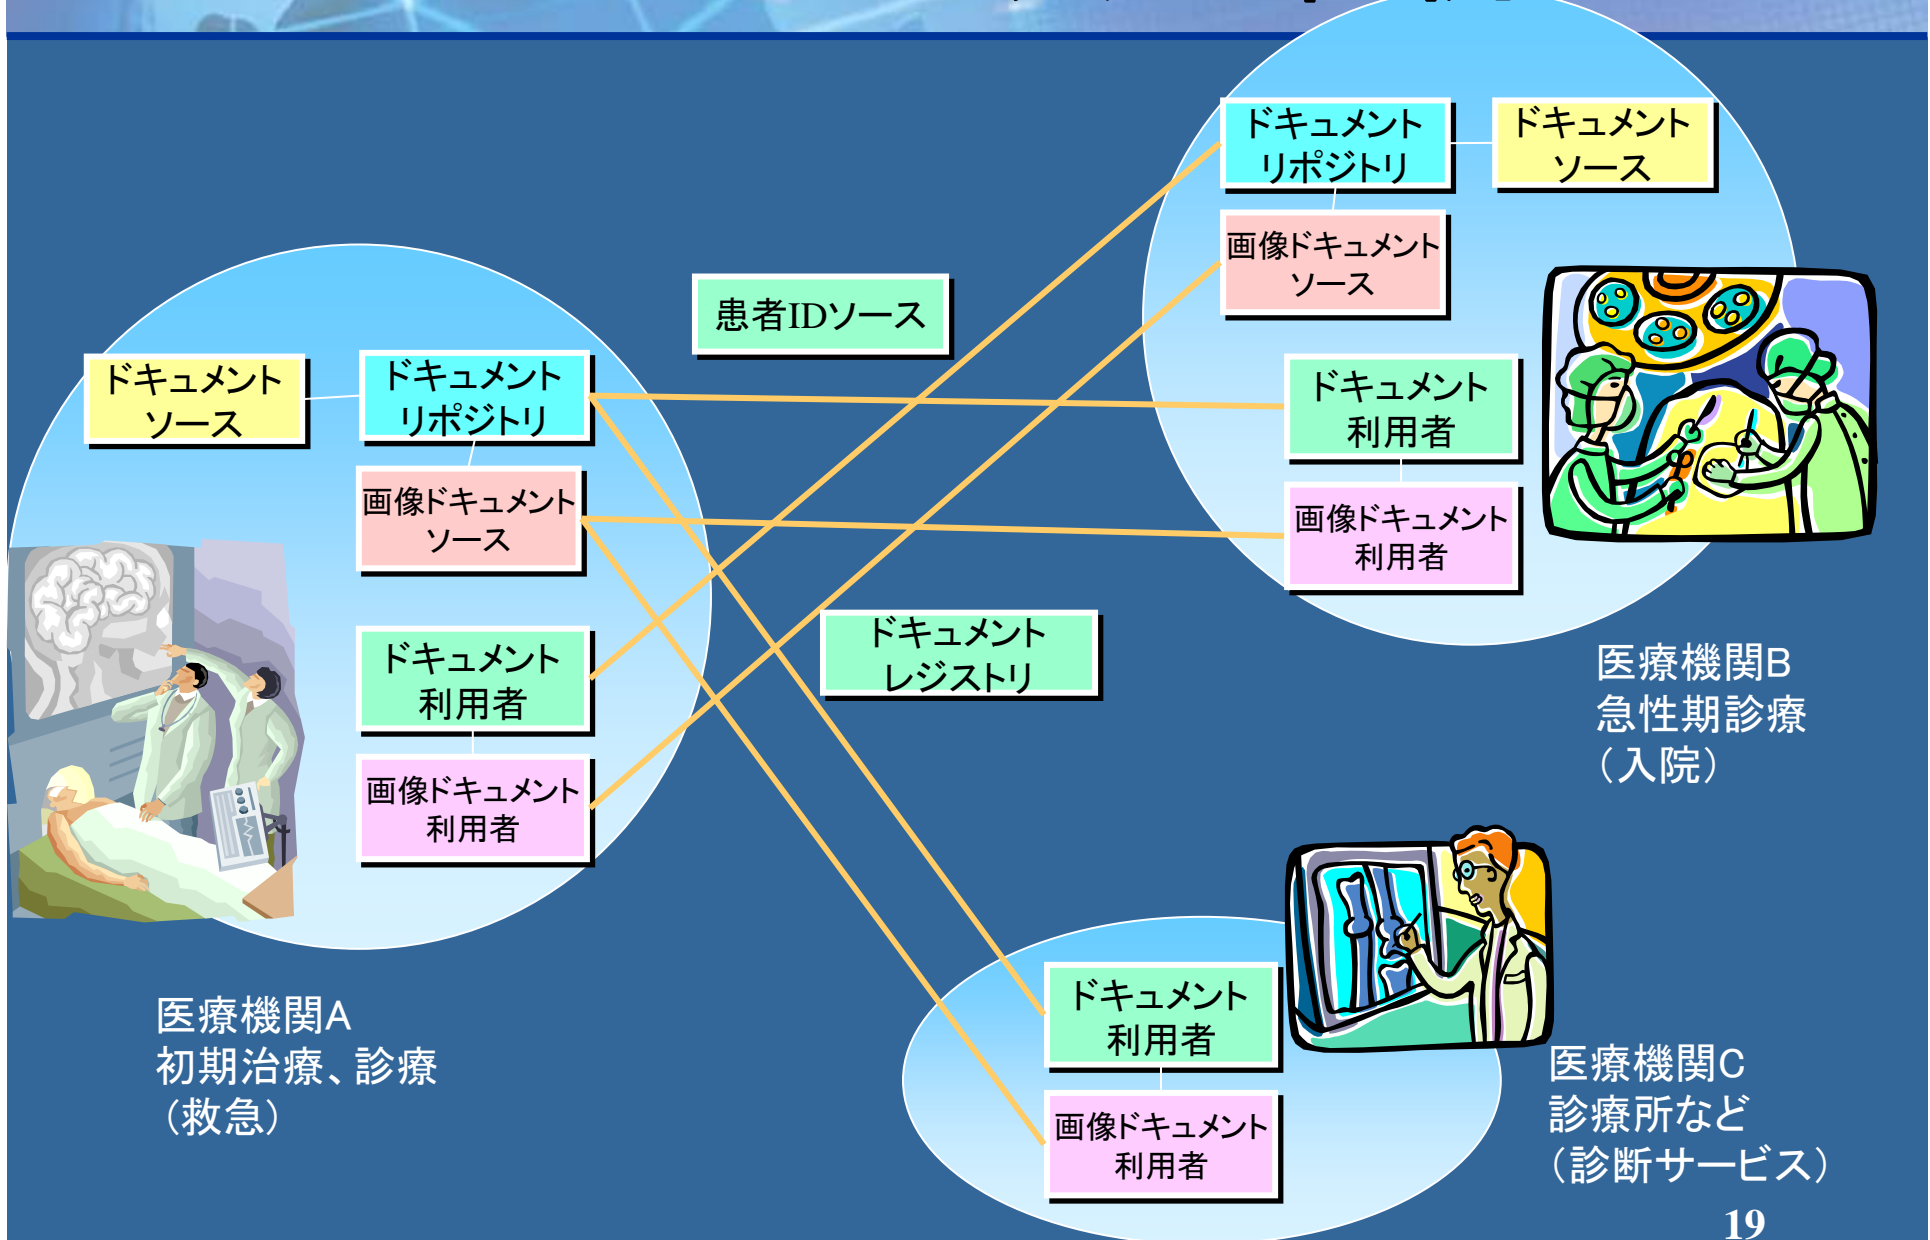 ドキュメント
リポジトリ
ドキュメント
ソース
画像ドキュメント
ソース
患者IDソース
ドキュメント
ソース
ドキュメント
リポジトリ
ドキュメント
利用者
画像ドキュメント
ソース
画像ドキュメント
利用者
ドキュメント
利用者
ドキュメント
レジストリ
医療機関B
急性期診療
（入院）
画像ドキュメント
利用者
ドキュメント
利用者
画像ドキュメント
利用者
医療機関A
初期治療、診療
（救急）
医療機関C
診療所など
（診断サービス）
19